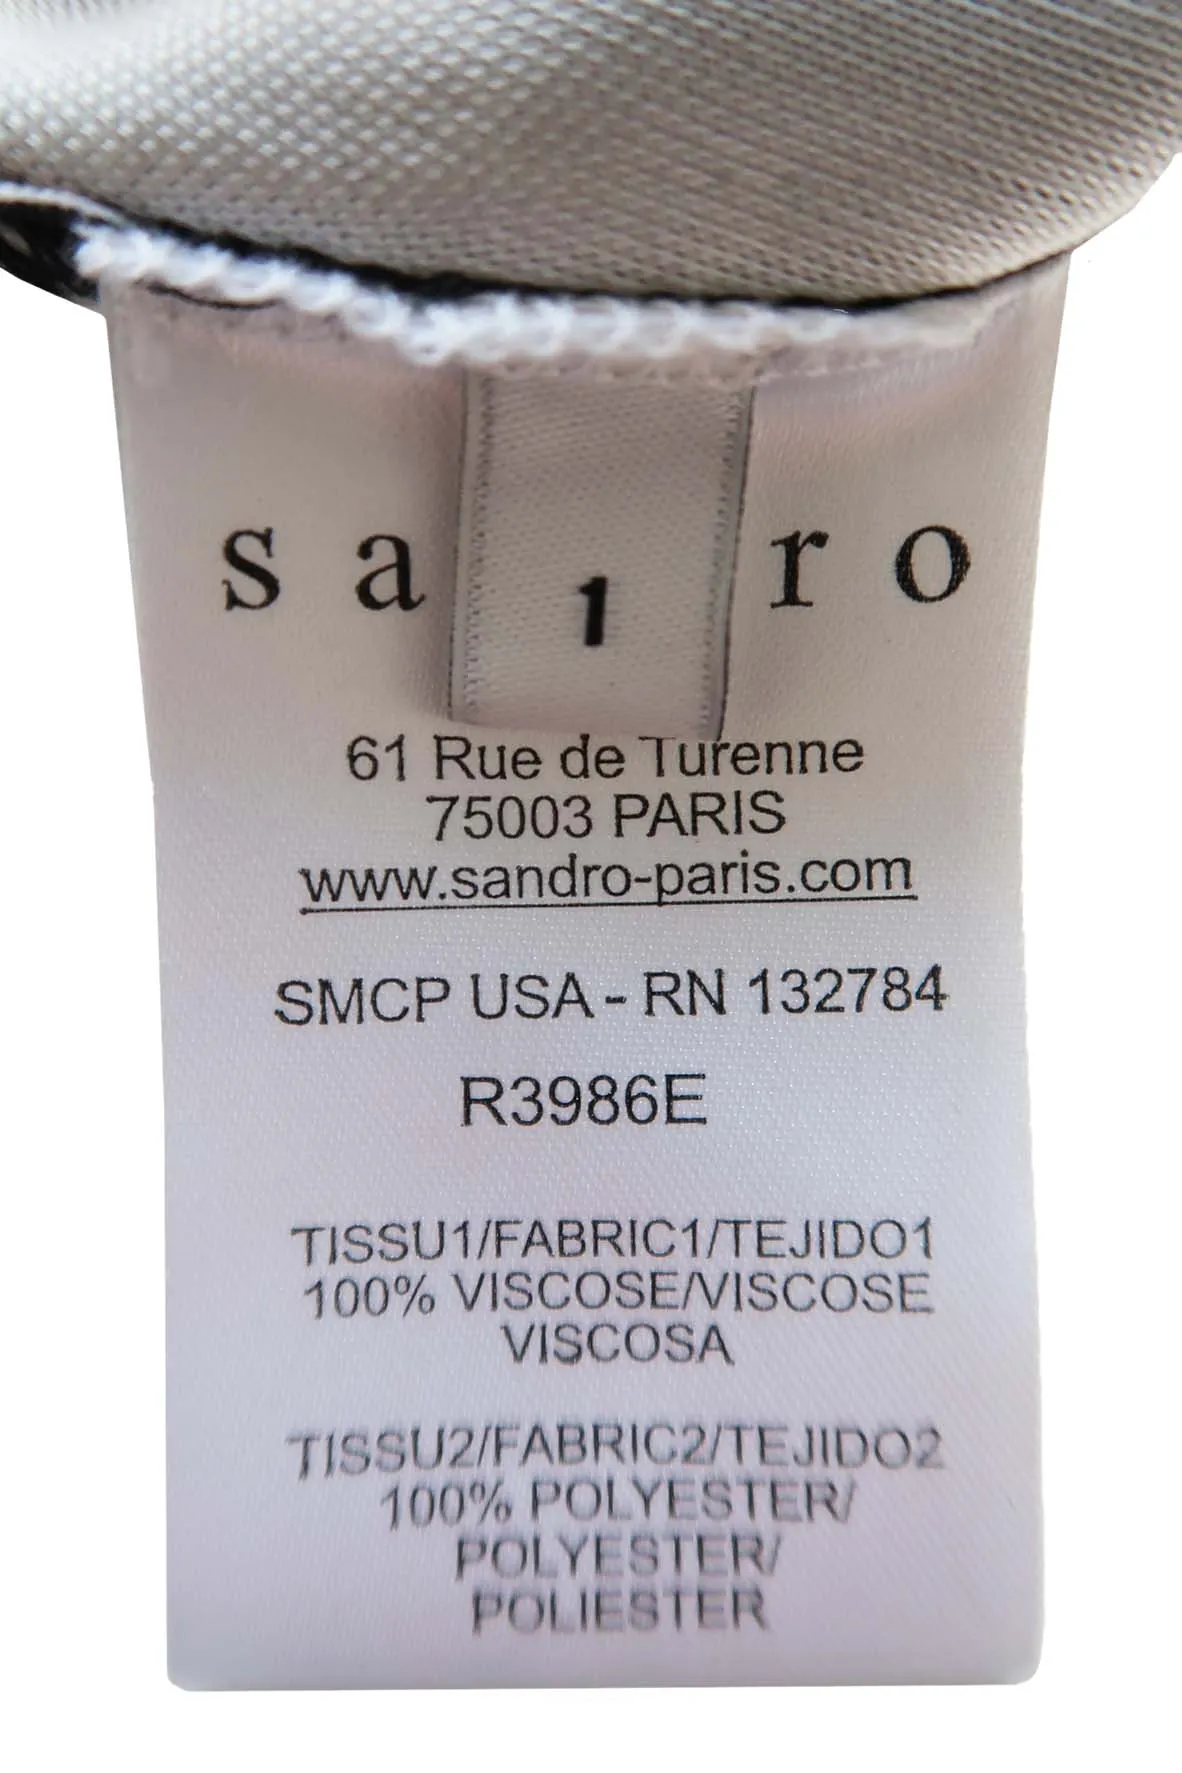 sa ro
1
61 Rue de Turenne
75003 PARIS
www.sandro-paris.com
SMCP USA - RN 132784
R3986E
TISSU1/FABRIC1/TEJIDO1
100% VISCOSE/VISCOSE
VISCOSA
TISSU2/FABRIC2/TEJIDO2
100% POLYESTER/
POLYESTER/
POLIESTER